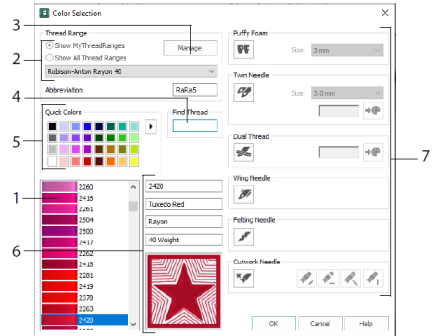 Color Selection
3
Thread Range
Show MyThreadRanges
Manage
2
Show All Thread Ranges
Robison-Anton Rayon 40
Abbreviation
RaRa5
4
Quick Colors
Find Thread
5
1
2260
2415
2261
2504
2500
2417
2262
2418
2281
2419
2378
2263
2420
6
2420
Tuxedo Red
Rayon
40 Weight
Puffy Foam
Size:
3 mm
Twin Needle
Size:
3.0 mm
Dual Thread
7
Wing Needle
Felting Needle
Cutwork Needle
OK
Cancel
Help